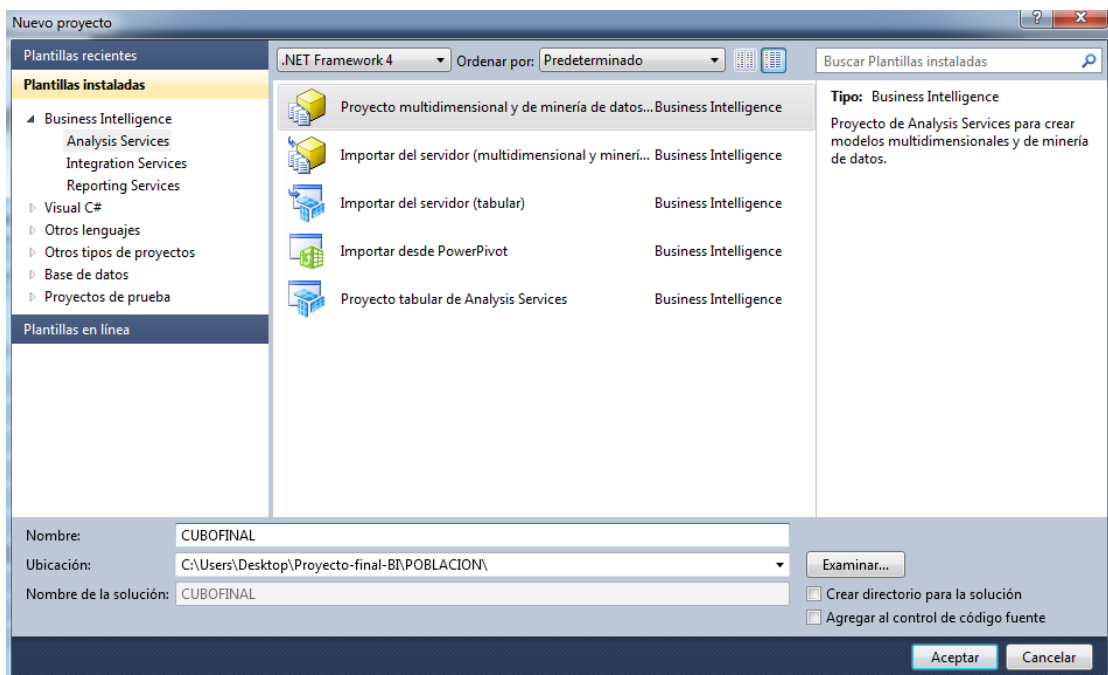 Nuevo proyecto
Plantillas recientes
Plantillas instaladas
Business Intelligence
Analysis Services
Integration Services
Reporting Services
Visual C#
Otros lenguajes
Otros tipos de proyectos
Base de datos
Proyectos de prueba
Plantillas en línea
.NET Framework 4 Ordenar por: Predeterminado
Proyecto multidimensional y de minería de datos... Business Intelligence
Importar del servidor (multidimensional y minerí... Business Intelligence
Importar del servidor (tabular) Business Intelligence
Importar desde PowerPivot Business Intelligence
Proyecto tabular de Analysis Services Business Intelligence
Buscar Plantillas instaladas
Tipo: Business Intelligence
Proyecto de Analysis Services para crear
modelos multidimensionales y de minería
de datos.
Nombre: CUBOFINAL
Ubicación: C:\Users\Desktop\Proyecto-final-BI\POBLACION\ Examinar...
Nombre de la solución: CUBOFINAL
Crear directorio para la solución
Agregar al control de código fuente
Aceptar Cancelar